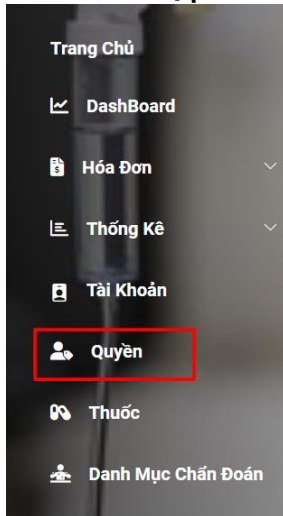 Trang Chủ
DashBoard
Hóa Đơn
Thống Kê
Tài Khoản
Quyền
Thuốc
Danh Mục Chẩn Đoán